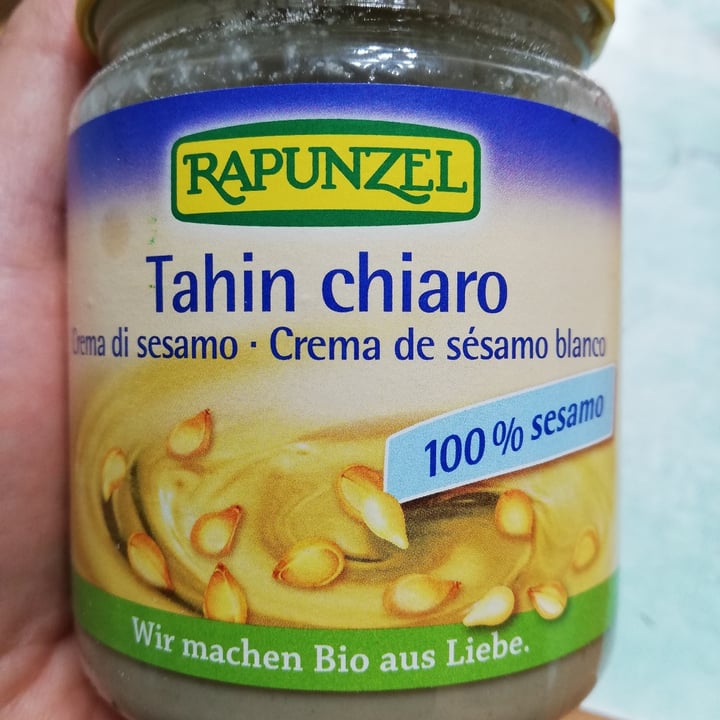 RAPUNZEL
Tahin chiaro
Crema di sesamo · Crema de sésamo blanco
100 % sesamo
Wir machen Bio aus Liebe.